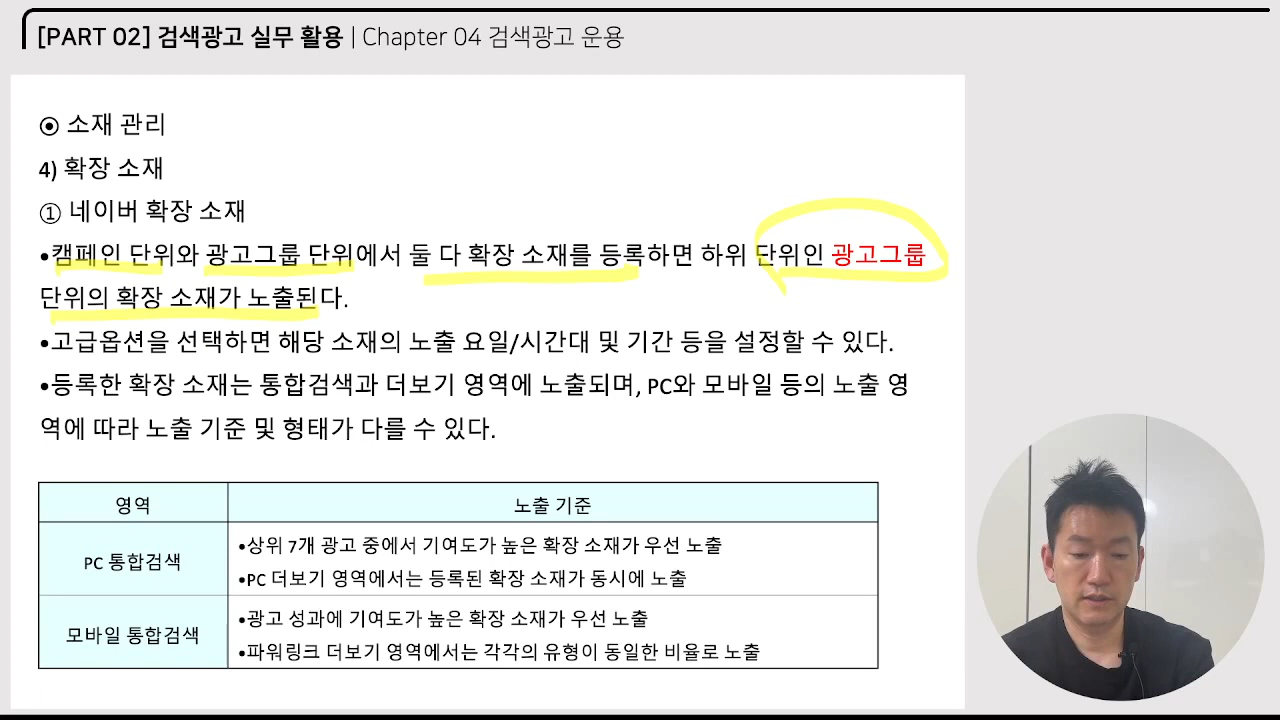 [PART 02] 검색광고 실무 활용 | Chapter 04 검색광고 운용
⊙ 소재 관리
4) 확장 소재
① 네이버 확장 소재
•캠페인 단위와 광고그룹 단위에서 둘 다 확장 소재를 등록하면 하위 단위인 광고그룹
단위의 확장 소재가 노출된다.
•고급옵션을 선택하면 해당 소재의 노출 요일/시간대 및 기간 등을 설정할 수 있다.
•등록한 확장 소재는 통합검색과 더보기 영역에 노출되며, PC와 모바일 등의 노출 영
역에 따라 노출 기준 및 형태가 다를 수 있다.
영역 노출 기준
PC 통합검색
•상위 7개 광고 중에서 기여도가 높은 확장 소재가 우선 노출
•PC 더보기 영역에서는 등록된 확장 소재가 동시에 노출
모바일 통합검색
•광고 성과에 기여도가 높은 확장 소재가 우선 노출
•파워링크 더보기 영역에서는 각각의 유형이 동일한 비율로 노출